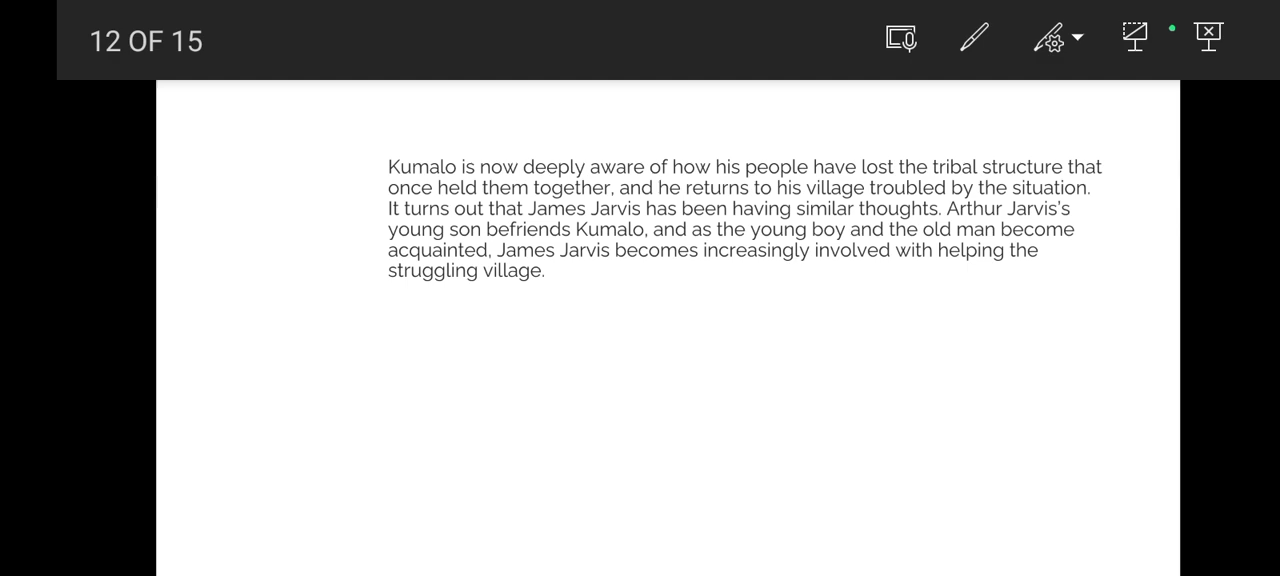 12 OF 15
Kumalo is now deeply aware of how his people have lost the tribal structure that
once held them together, and he returns to his village troubled by the situation.
It turns out that James Jarvis has been having similar thoughts. Arthur Jarvis's
young son befriends Kumalo, and as the young boy and the old man become
acquainted, James Jarvis becomes increasingly involved with helping the
struggling village.